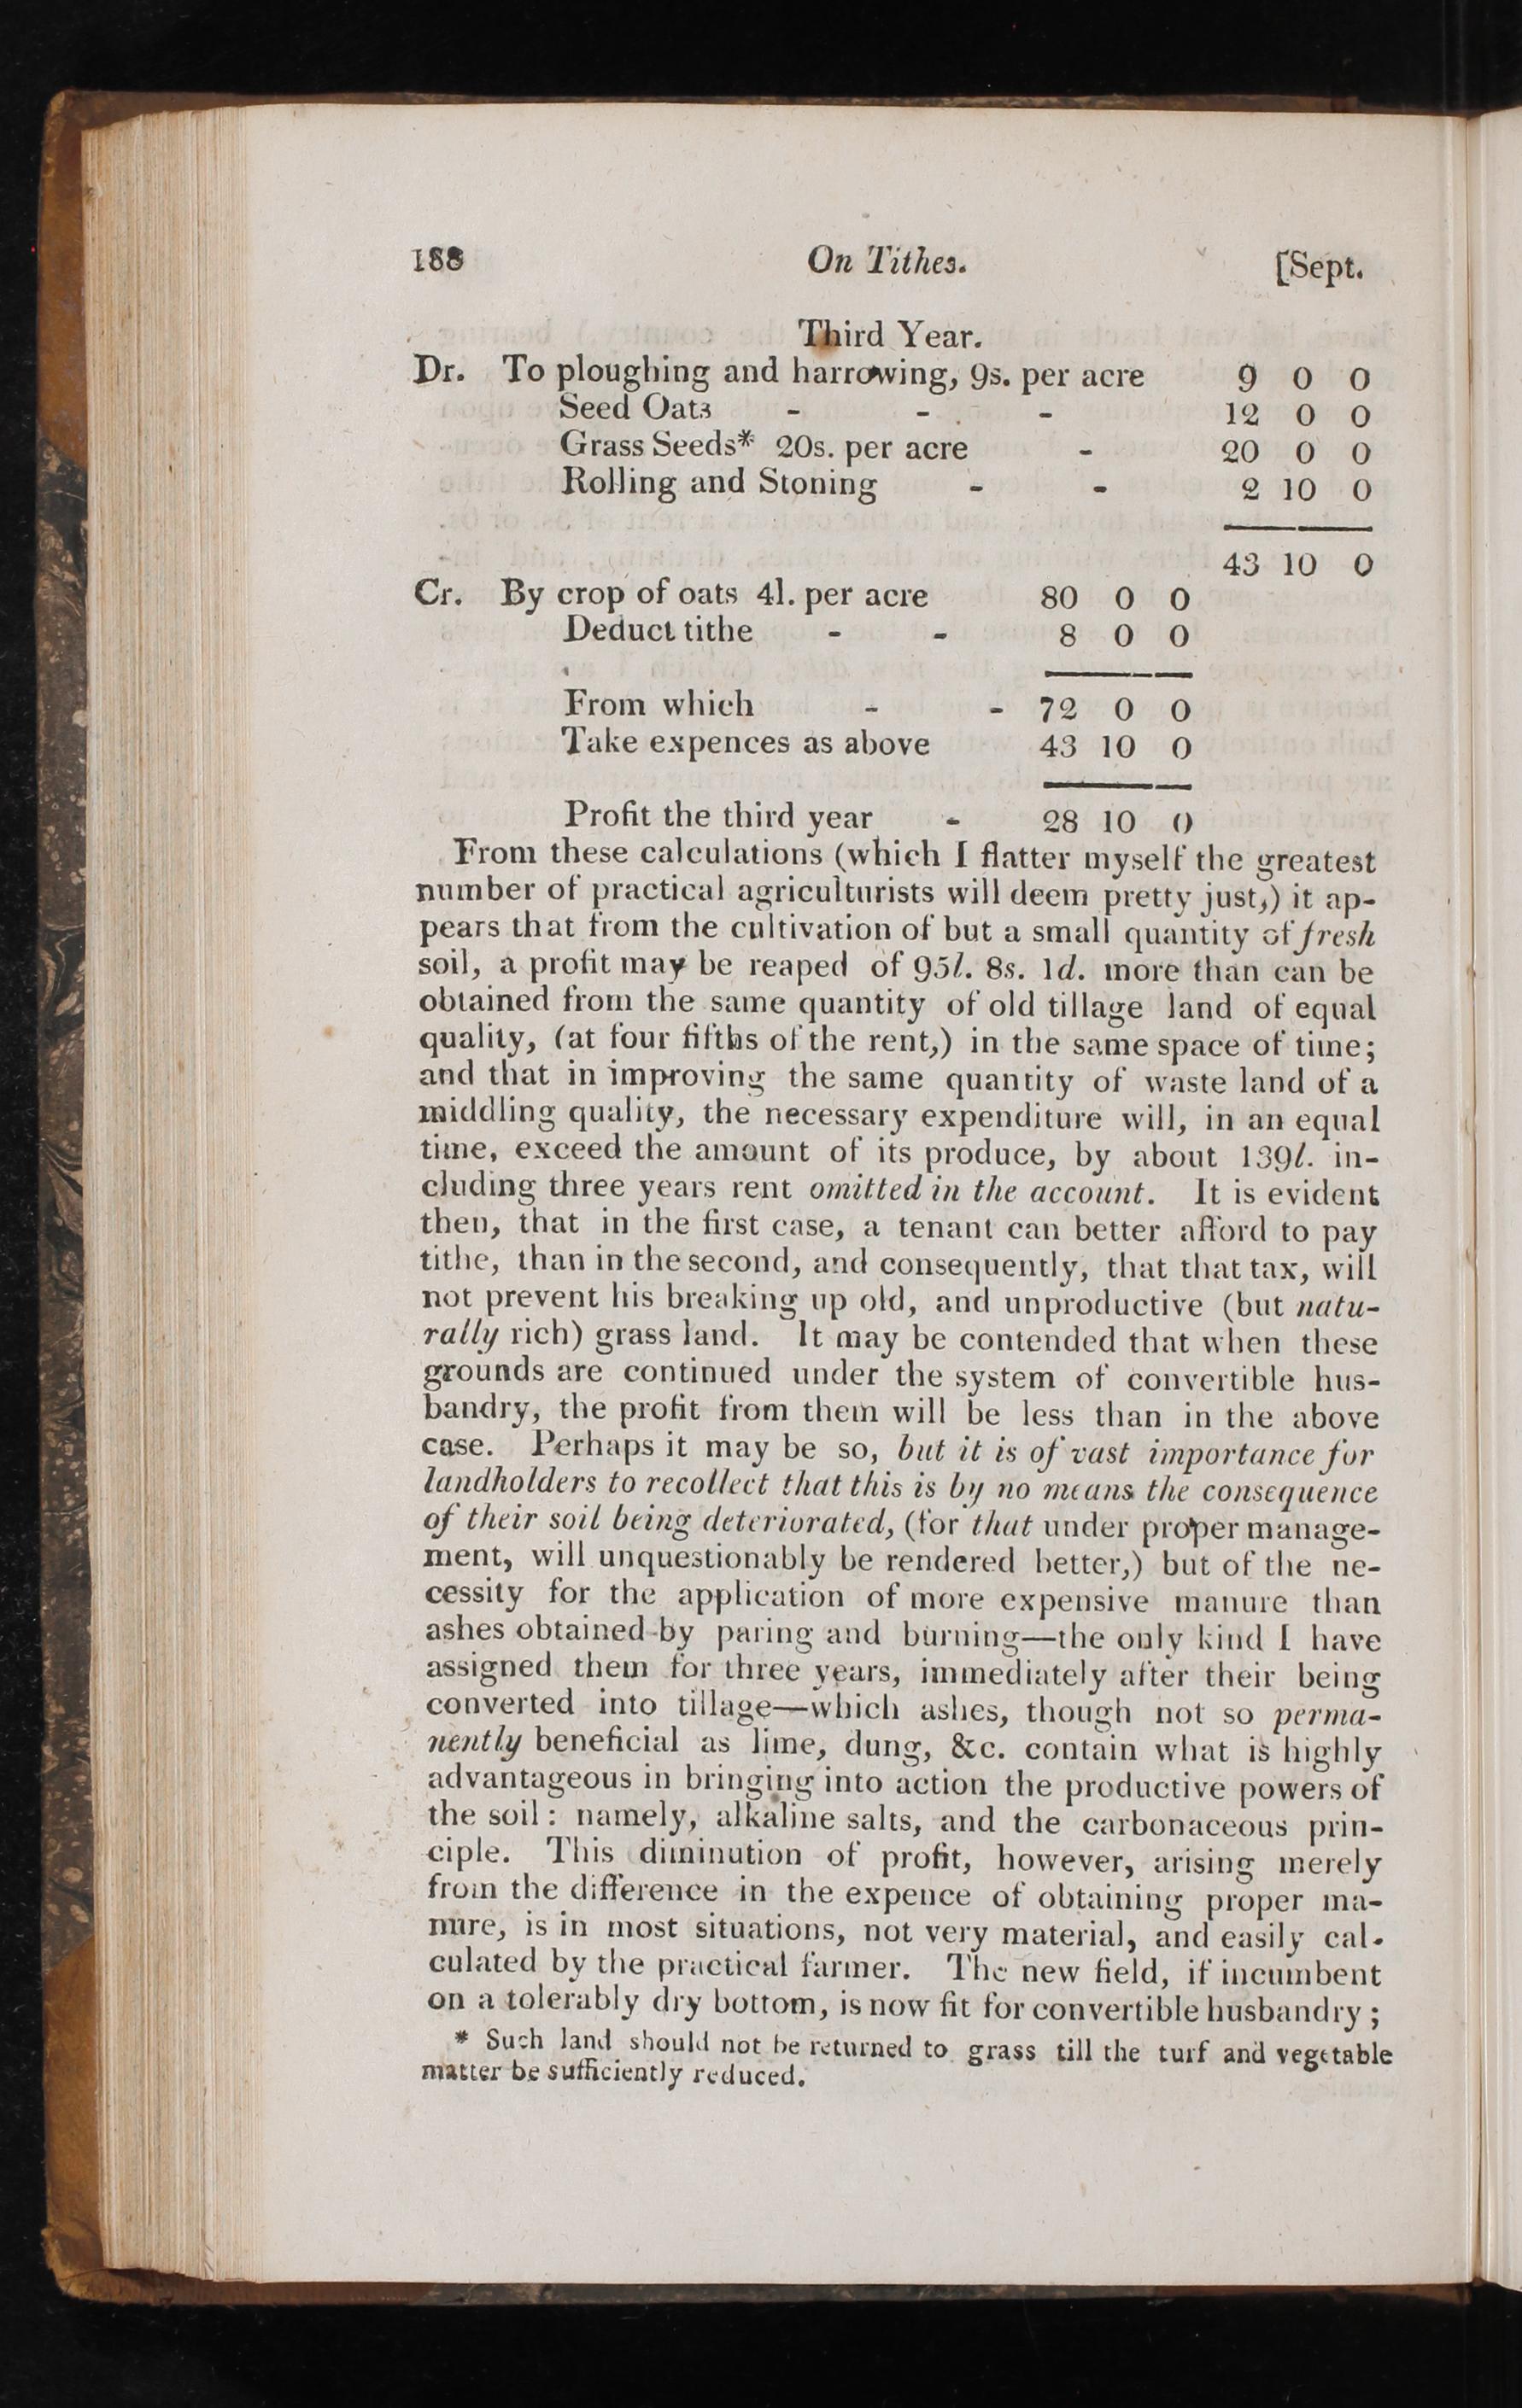 188 On Tithes. [Sept.
Third Year.
Dr. To ploughing and harrowing, 9s. per acre 9 0 0
Seed Oats - - - 12 0 0
Grass Seeds* 20s. per acre - 20 0 0
Rolling and Stoning - - 2 10 0
43 10 0
Cr. By crop of oats 4l. per acre 80 0 0
Deduct tithe - - 8 0 0
From which - - 72 0 0
Take expences as above 43 10 0
Profit the third year - 28 10 0
From these calculations (which I flatter myself the greatest
number of practical agriculturists will deem pretty just,) it ap-
pears that from the cultivation of but a small quantity of fresh
soil, a profit may be reaped of 95l. 8s. 1d. more than can be
obtained from the same quantity of old tillage land of equal
quality, (at four fifths of the rent,) in the same space of time;
and that in improving the same quantity of waste land of a
middling quality, the necessary expenditure will, in an equal
time, exceed the amount of its produce, by about 139l. in-
cluding three years rent omitted in the account. It is evident
then, that in the first case, a tenant can better afford to pay
tithe, than in the second, and consequently, that that tax, will
not prevent his breaking up old, and unproductive (but natu-
rally rich) grass land. It may be contended that when these
grounds are continued under the system of convertible hus-
bandry, the profit from them will be less than in the above
case. Perhaps it may be so, but it is of vast importance for
landholders to recollect that this is by no means the consequence
of their soil being deteriorated, (for that under proper manage-
ment, will unquestionably be rendered better,) but of the ne-
cessity for the application of more expensive manure than
ashes obtained by paring and burning—the only kind I have
assigned them for three years, immediately after their being
converted into tillage—which ashes, though not so perma-
nently beneficial as lime, dung, &c. contain what is highly
advantageous in bringing into action the productive powers of
the soil: namely, alkaline salts, and the carbonaceous prin-
ciple. This diminution of profit, however, arising merely
from the difference in the expence of obtaining proper ma-
nure, is in most situations, not very material, and easily cal-
culated by the practical farmer. The new field, if incumbent
on a tolerably dry bottom, is now fit for convertible husbandry;
* Such land should not be returned to grass till the turf and vegetable
matter be sufficiently reduced.